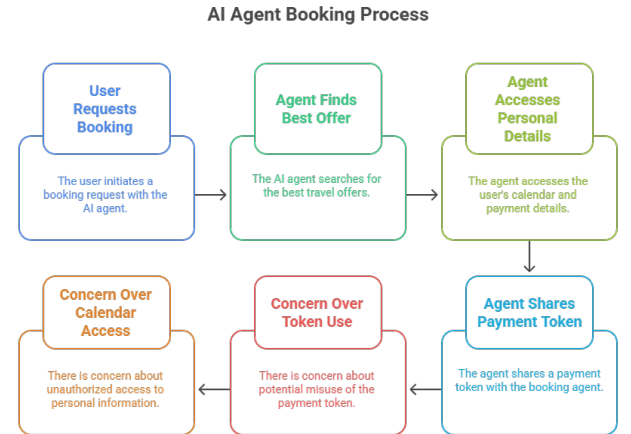 AI Agent Booking Process
User
Requests
Booking
The user initiates a
booking request with the
AI agent.
Agent Finds
Best Offer
The AI agent searches for
the best travel offers.
Agent
Accesses
Personal
Details
The agent accesses the
user's calendar and
payment details.
Agent Shares
Payment Token
The agent shares a payment
token with the booking agent.
Concern Over
Token Use
There is concern about
potential misuse of the
payment token.
Concern Over
Calendar
Access
There is concern about
unauthorized access to
personal information.